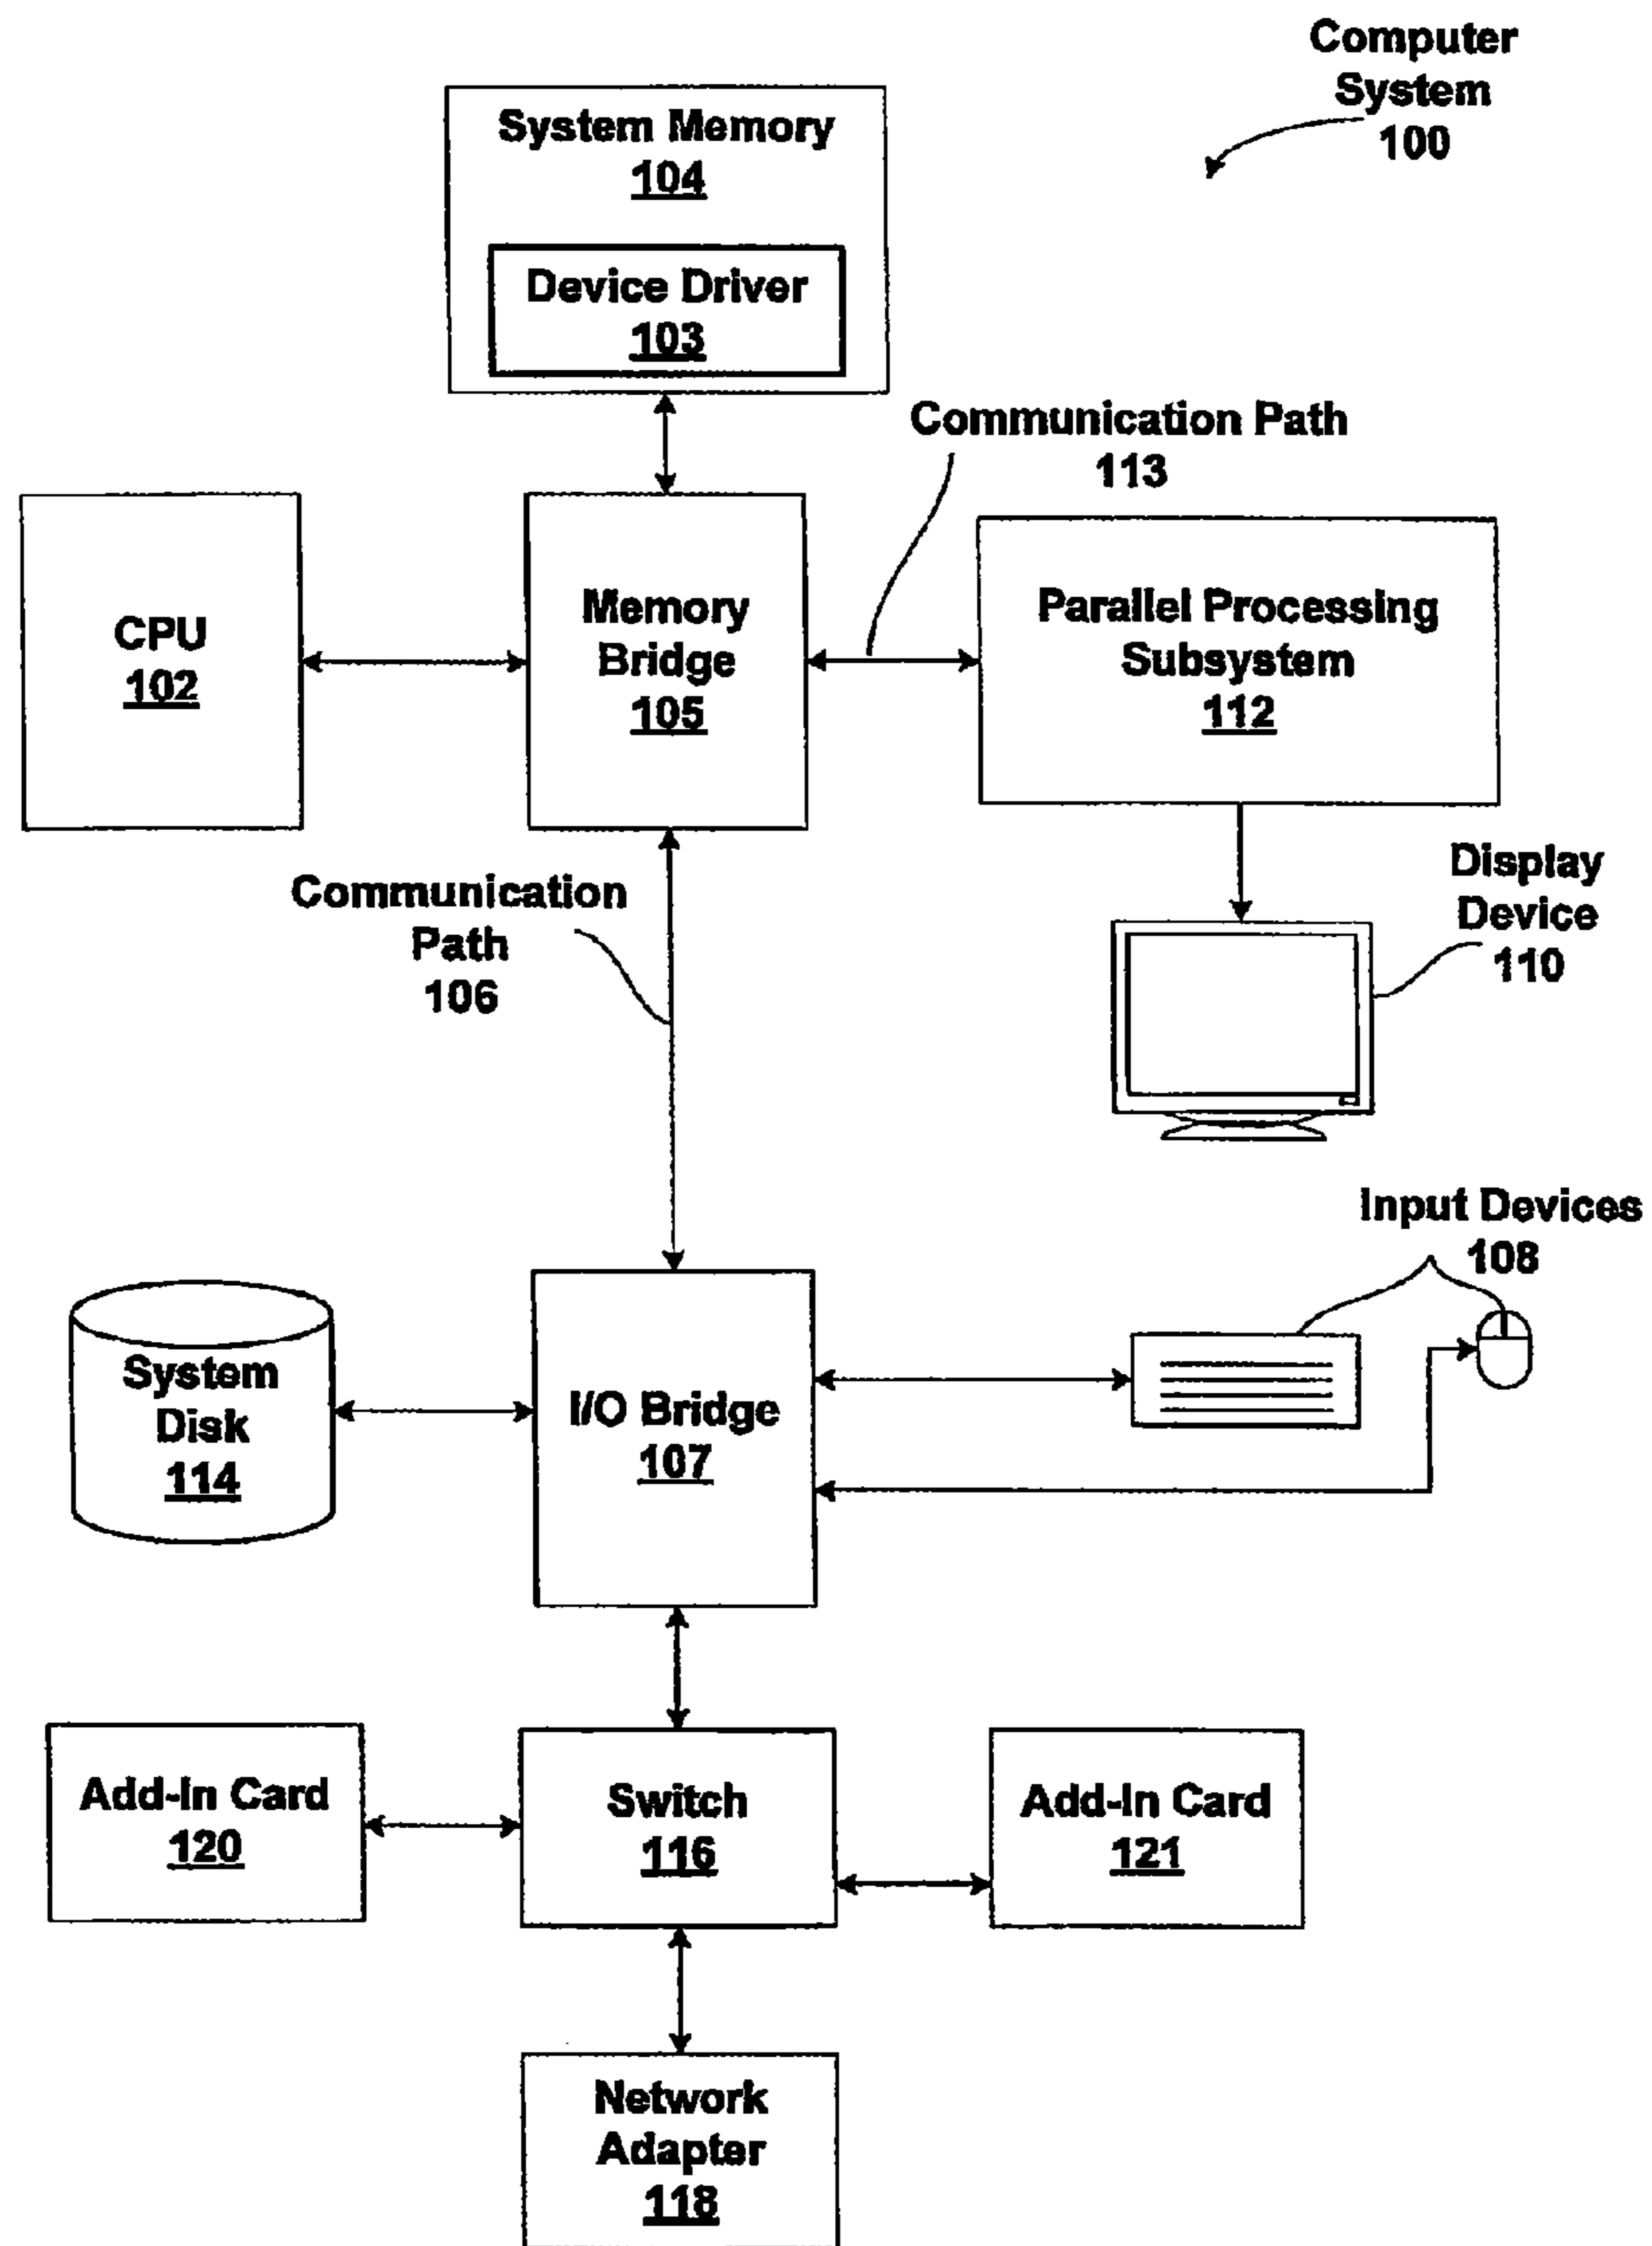 Computer
System
100
System Memory
104
Device Driver
103
Communication Path
113
CPU
102
Memory
Bridge
105
Parallel Processing
Subsystem
112
Communication
Path
106
Display
Device
110
Input Devices
108
System
Disk
114
I/O Bridge
107
Add-In Card
120
Switch
116
Add-In Card
121
Network
Adapter
118